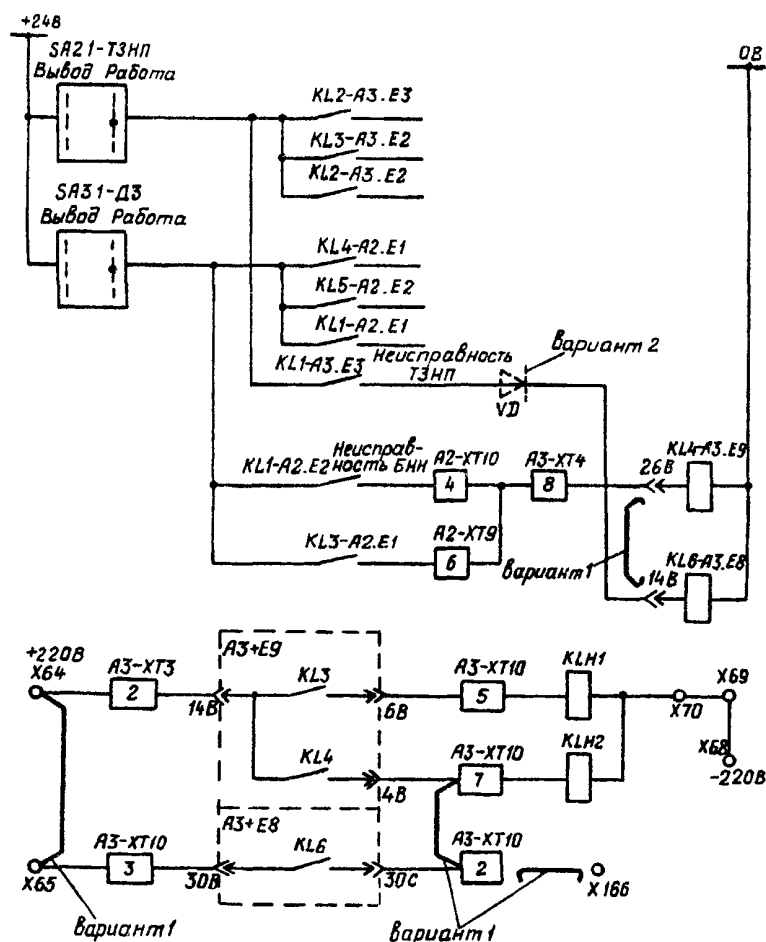 +24В
SA21-ТЗНП
Вывод Работа
0В
KL2-А3.Е3
KL3-А3.Е2
KL2-А3.Е2
SA31-ДЗ
Вывод Работа
KL4-А2.Е1
KL5-А2.Е2
KL1-А2.Е1
KL1-А3.Е3
Неисправность
ТЗНП
вариант 2
VD
KL1-А2.Е2
Неисправ-
ность БНН
А2-ХТ10
4
А3-ХТ4
8
26В
KL4-А3.Е9
KL3-А2.Е1
А2-ХТ9
6
вариант1
14В
KL6-А3.Е8
+220В
Х64
А3-ХТ3
2
14В
А3+Е9
KL3
6В
А3-ХТ10
5
KLH1
Х70
Х69
KL4
4В
А3-ХТ10
7
KLH2
Х68
-220В
А3+Е8
Х65
А3-ХТ10
3
30В
KL6
30С
А3-ХТ10
2
Х166
вариант1
вариант1